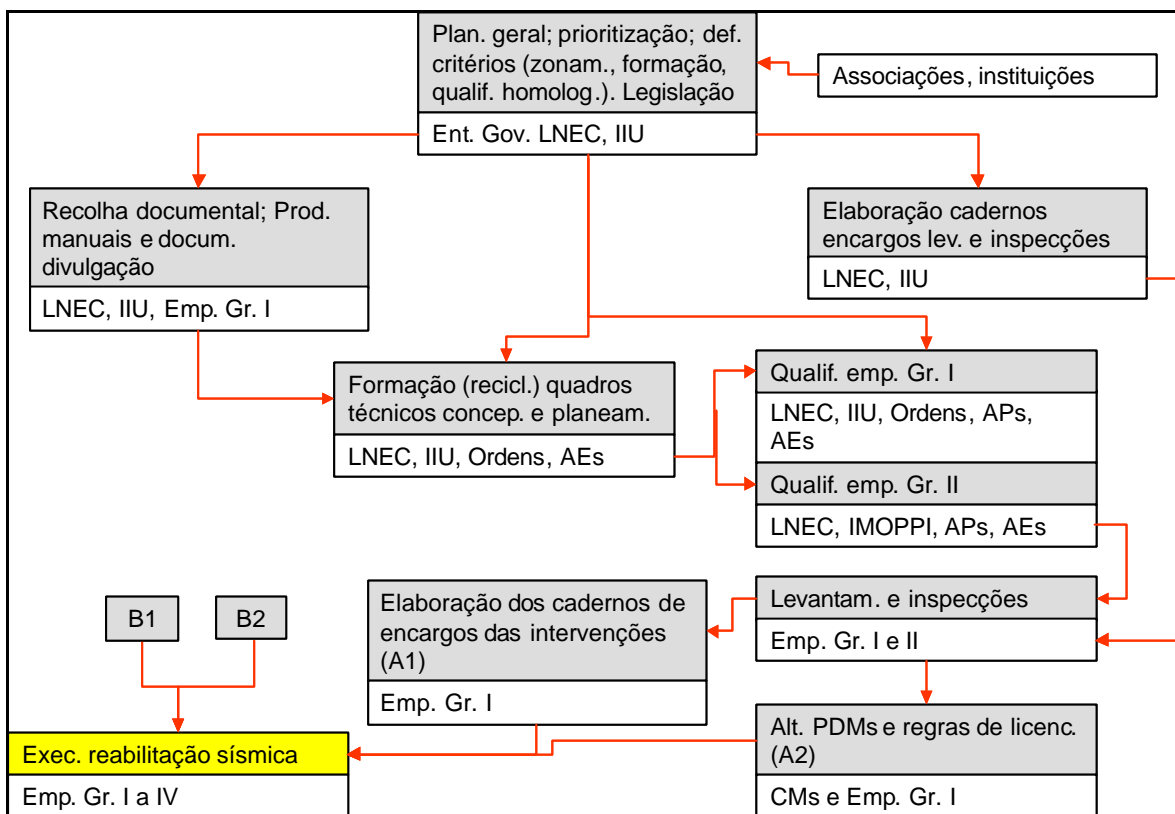 Plan. geral; prioritização; def.
critérios (zonam., formação,
qualif. homolog.). Legislação
Ent. Gov. LNEC, IIU
Associações, instituições
Recolha documental; Prod.
manuais e docum.
divulgação
LNEC, IIU, Emp. Gr. I
Elaboração cadernos
encargos lev. e inspecções
LNEC, IIU
Formação (recicl.) quadros
técnicos concep. e planeam.
LNEC, IIU, Ordens, AEs
Qualif. emp. Gr. I
LNEC, IIU, Ordens, APs,
AEs
Qualif. emp. Gr. II
LNEC, IMOPPI, APs, AEs
B1
B2
Elaboração dos cadernos de
encargos das intervenções
(A1)
Emp. Gr. I
Levantam. e inspecções
Emp. Gr. I e II
Exec. reabilitação sísmica
Emp. Gr. I a IV
Alt. PDMs e regras de licenc.
(A2)
CMs e Emp. Gr. I